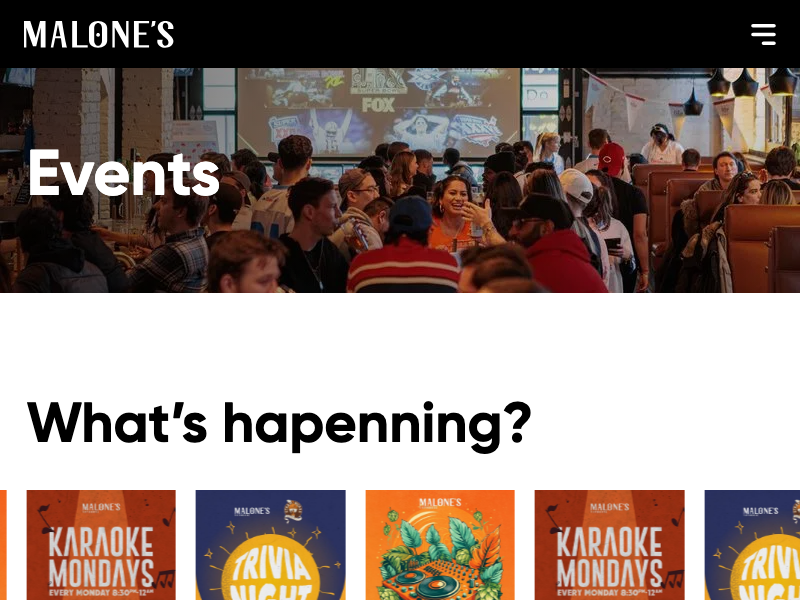 MALONE'S
FOX
Events
What's hapenning?
MALONE'S
KARAOKE
MONDAYS
EVERY MONDAY 8:30PM-12AM
MALONE'S
TRIVIA
NIGHT
MALONE'S
MALONE'S
KARAOKE
MONDAYS
EVERY MONDAY 8:30PM-12AM
MALONE'S